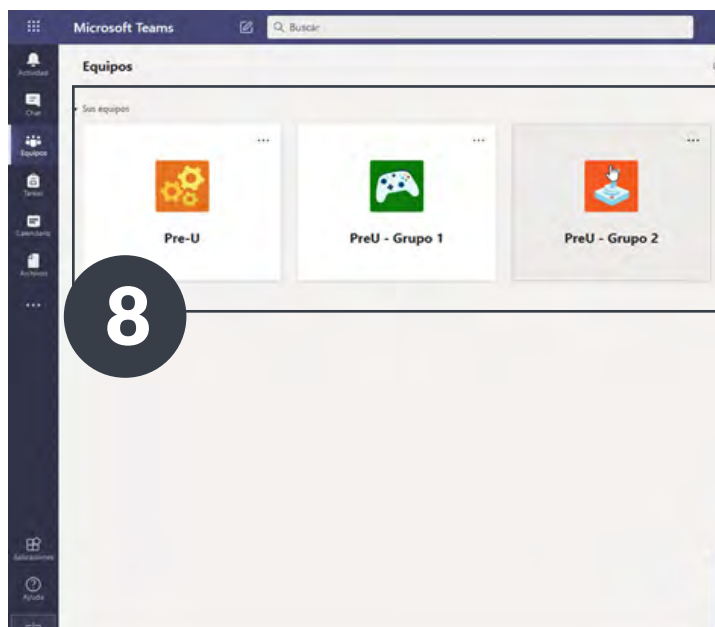 Microsoft Teams
Buscar
Actividad
Chat
Equipos
Tareas
Calendario
Archivos
Equipos
Sus equipos
Pre-U
PreU - Grupo 1
PreU - Grupo 2
8
Aplicaciones
Ayuda